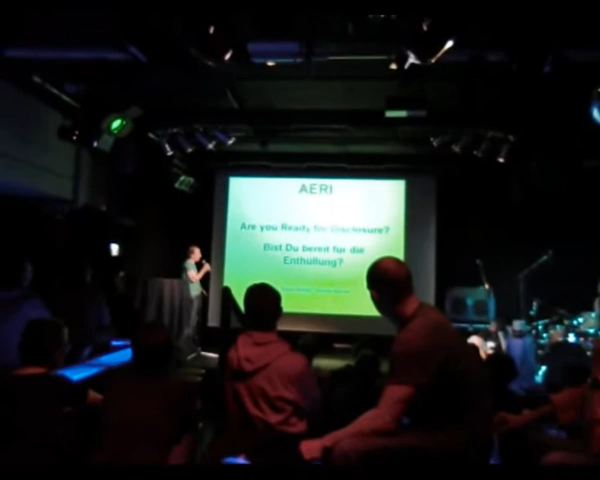 AERI
Are you Ready for Disclosure?
Bist Du bereit für die
Enthüllung?